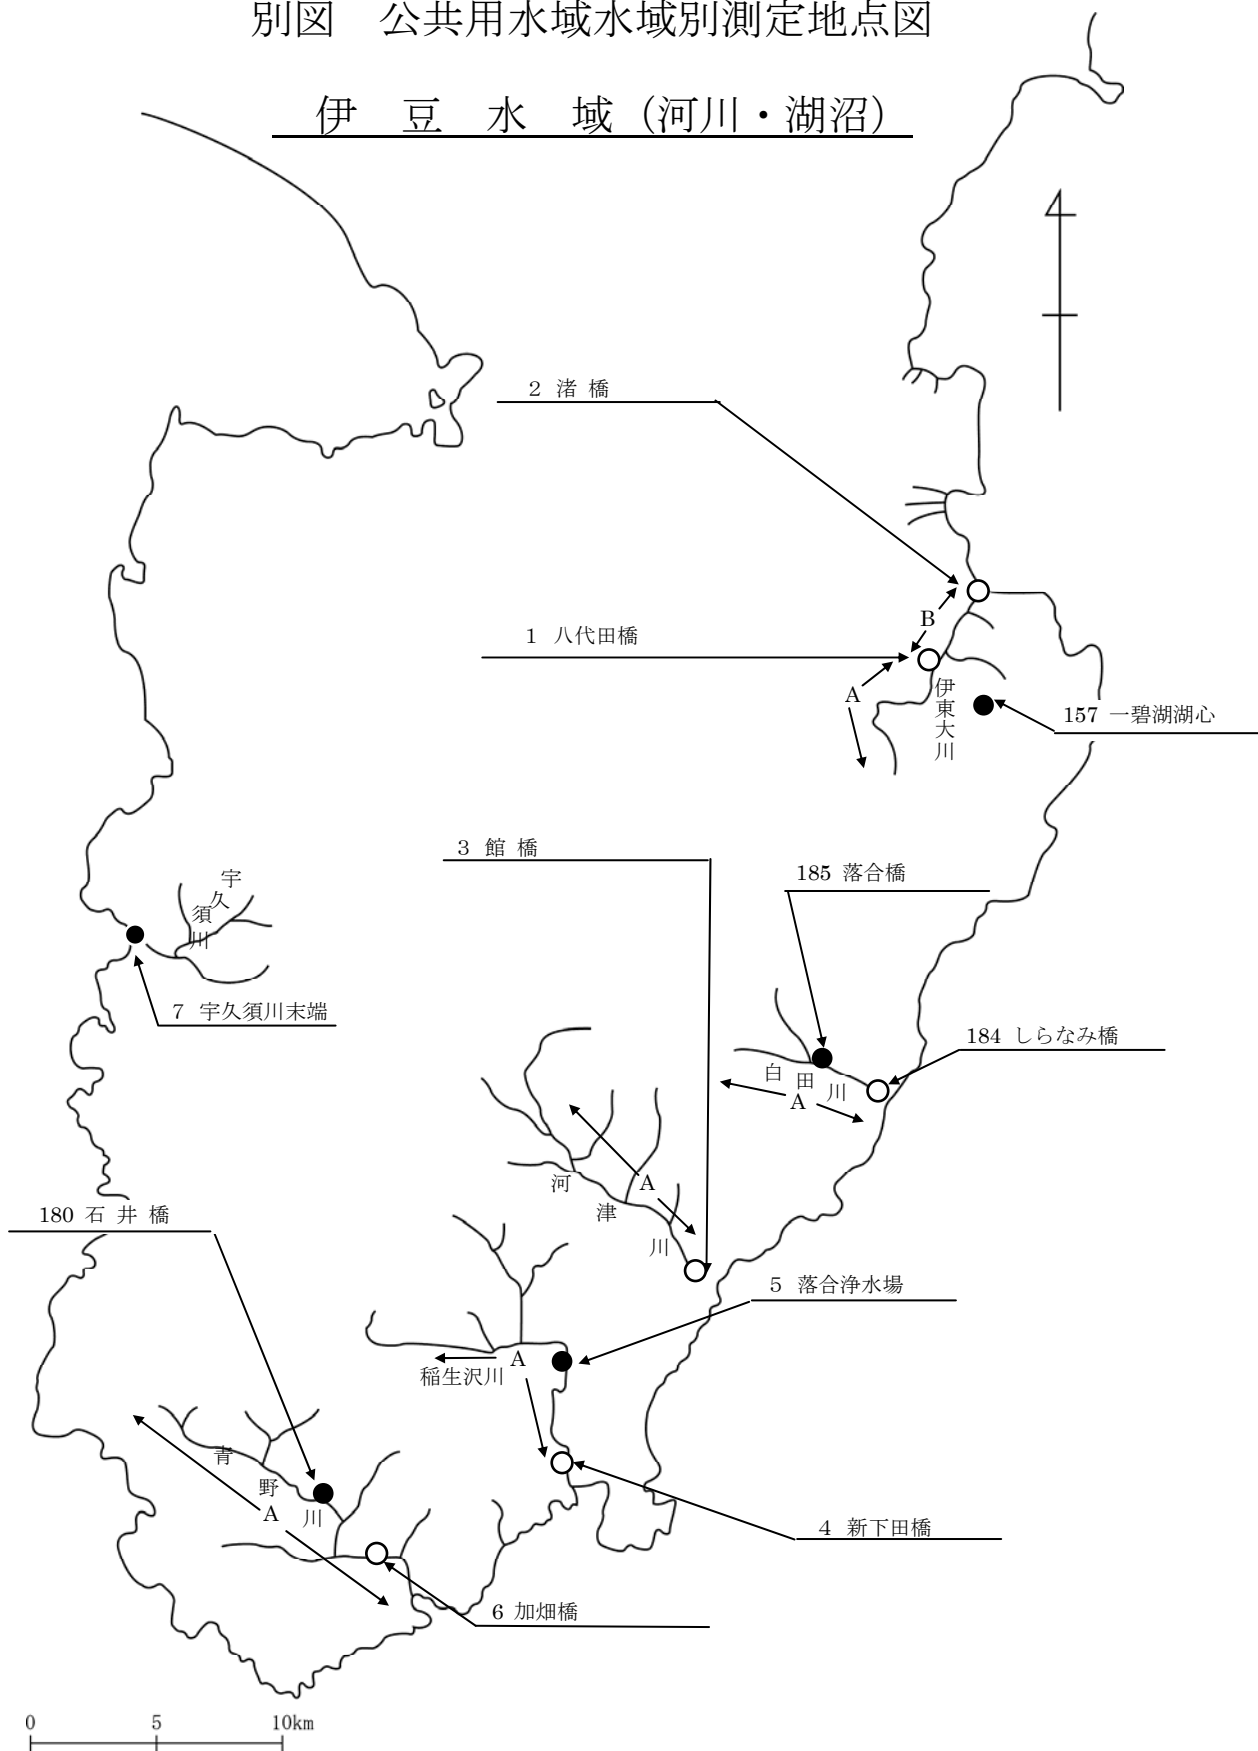 別図　公共用水域水域別測定地点図
伊　豆　水　域（河川・湖沼）
2 渚 橋
B
1 八代田橋
A
伊東大川
157 一碧湖湖心
3 館 橋
185 落合橋
宇久須川
7 宇久須川末端
184 しらなみ橋
白田川
A
河津川
A
180 石 井 橋
5 落合浄水場
A
稲生沢川
青野川
A
4 新下田橋
6 加畑橋
0 5 10km